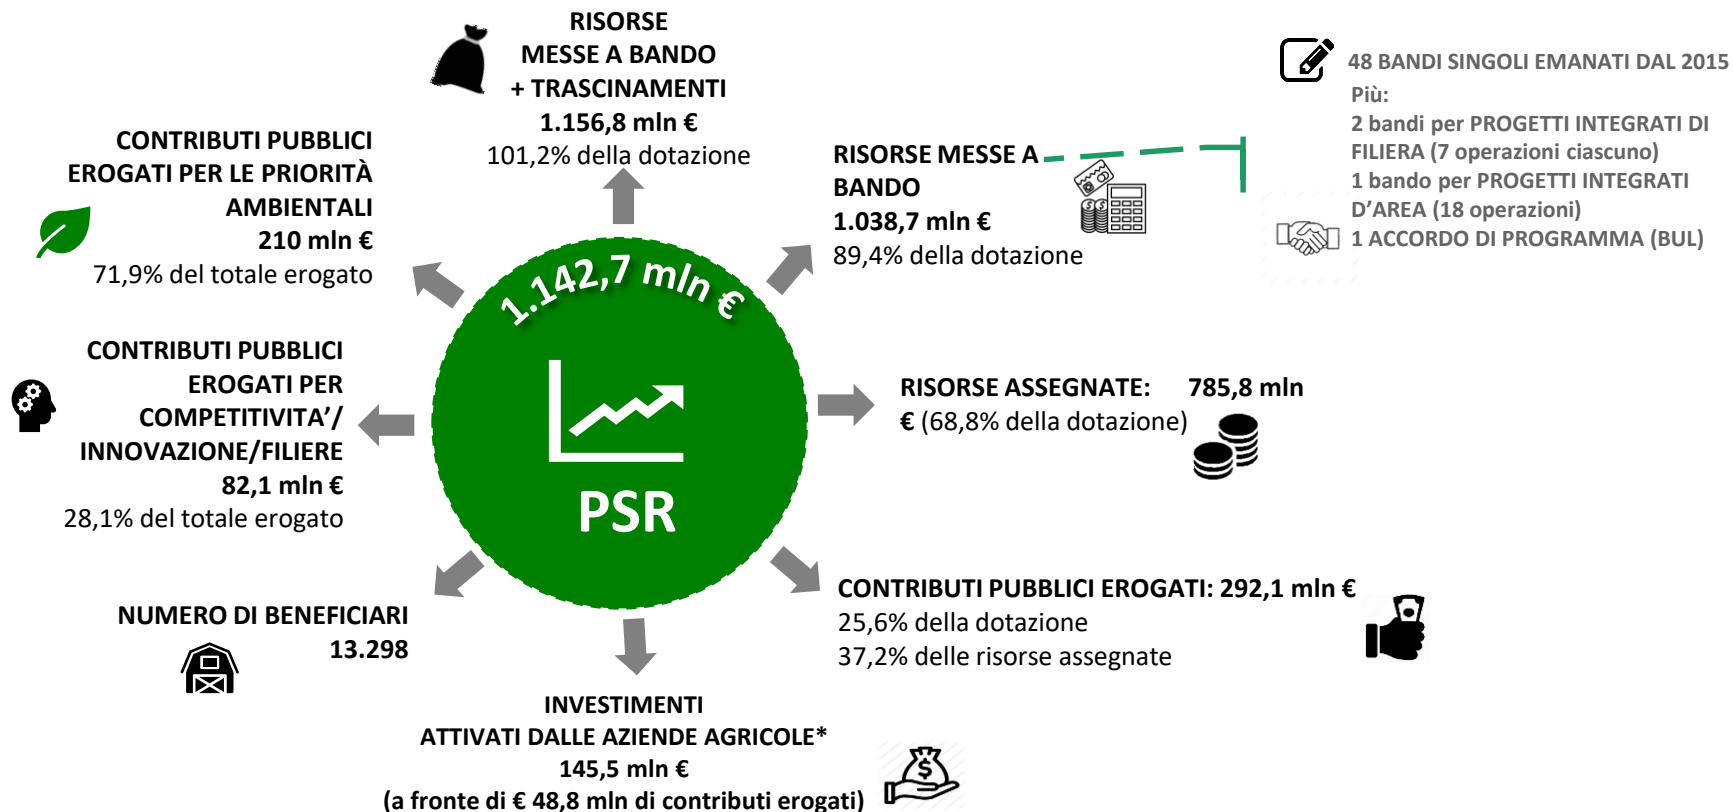 RISORSE
MESSE A BANDO
+ TRASCINAMENTI
1.156,8 mln €
101,2% della dotazione
48 BANDI SINGOLI EMANATI DAL 2015
Più:
2 bandi per PROGETTI INTEGRATI DI
FILIERA (7 operazioni ciascuno)
1 bando per PROGETTI INTEGRATI
D’AREA (18 operazioni)
1 ACCORDO DI PROGRAMMA (BUL)
CONTRIBUTI PUBBLICI
EROGATI PER LE PRIORITÀ
AMBIENTALI
210 mln €
71,9% del totale erogato
RISORSE MESSE A
BANDO
1.038,7 mln €
89,4% della dotazione
1.142,7 mln €
PSR
CONTRIBUTI PUBBLICI
EROGATI PER
COMPETITIVITA’/
INNOVAZIONE/FILIERE
82,1 mln €
28,1% del totale erogato
RISORSE ASSEGNATE: 785,8 mln
€ (68,8% della dotazione)
NUMERO DI BENEFICIARI
13.298
CONTRIBUTI PUBBLICI EROGATI: 292,1 mln €
25,6% della dotazione
37,2% delle risorse assegnate
INVESTIMENTI
ATTIVATI DALLE AZIENDE AGRICOLE*
145,5 mln €
(a fronte di € 48,8 mln di contributi erogati)